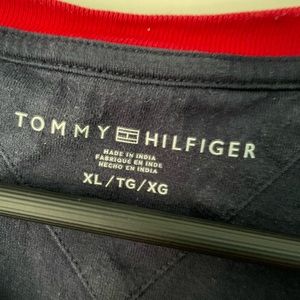 TOMMY HILFIGER
MADE IN INDIA
FABRIQUÉ EN INDE
HECHO EN INDIA
XL / TG / XG